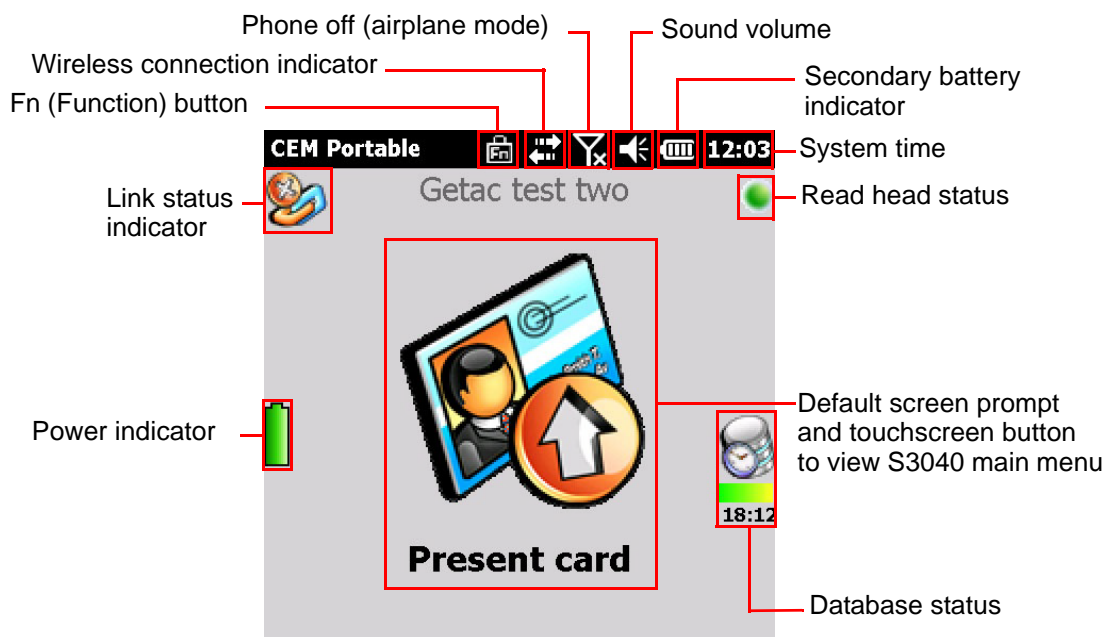 Phone off (airplane mode)
Sound volume
Wireless connection indicator
Secondary battery
indicator
Fn (Function) button
CEM Portable
Fn
12:03
System time
Link status
indicator
Getac test two
Read head status
Power indicator
Default screen prompt
and touchscreen button
to view S3040 main menu
18:12
Present card
Database status